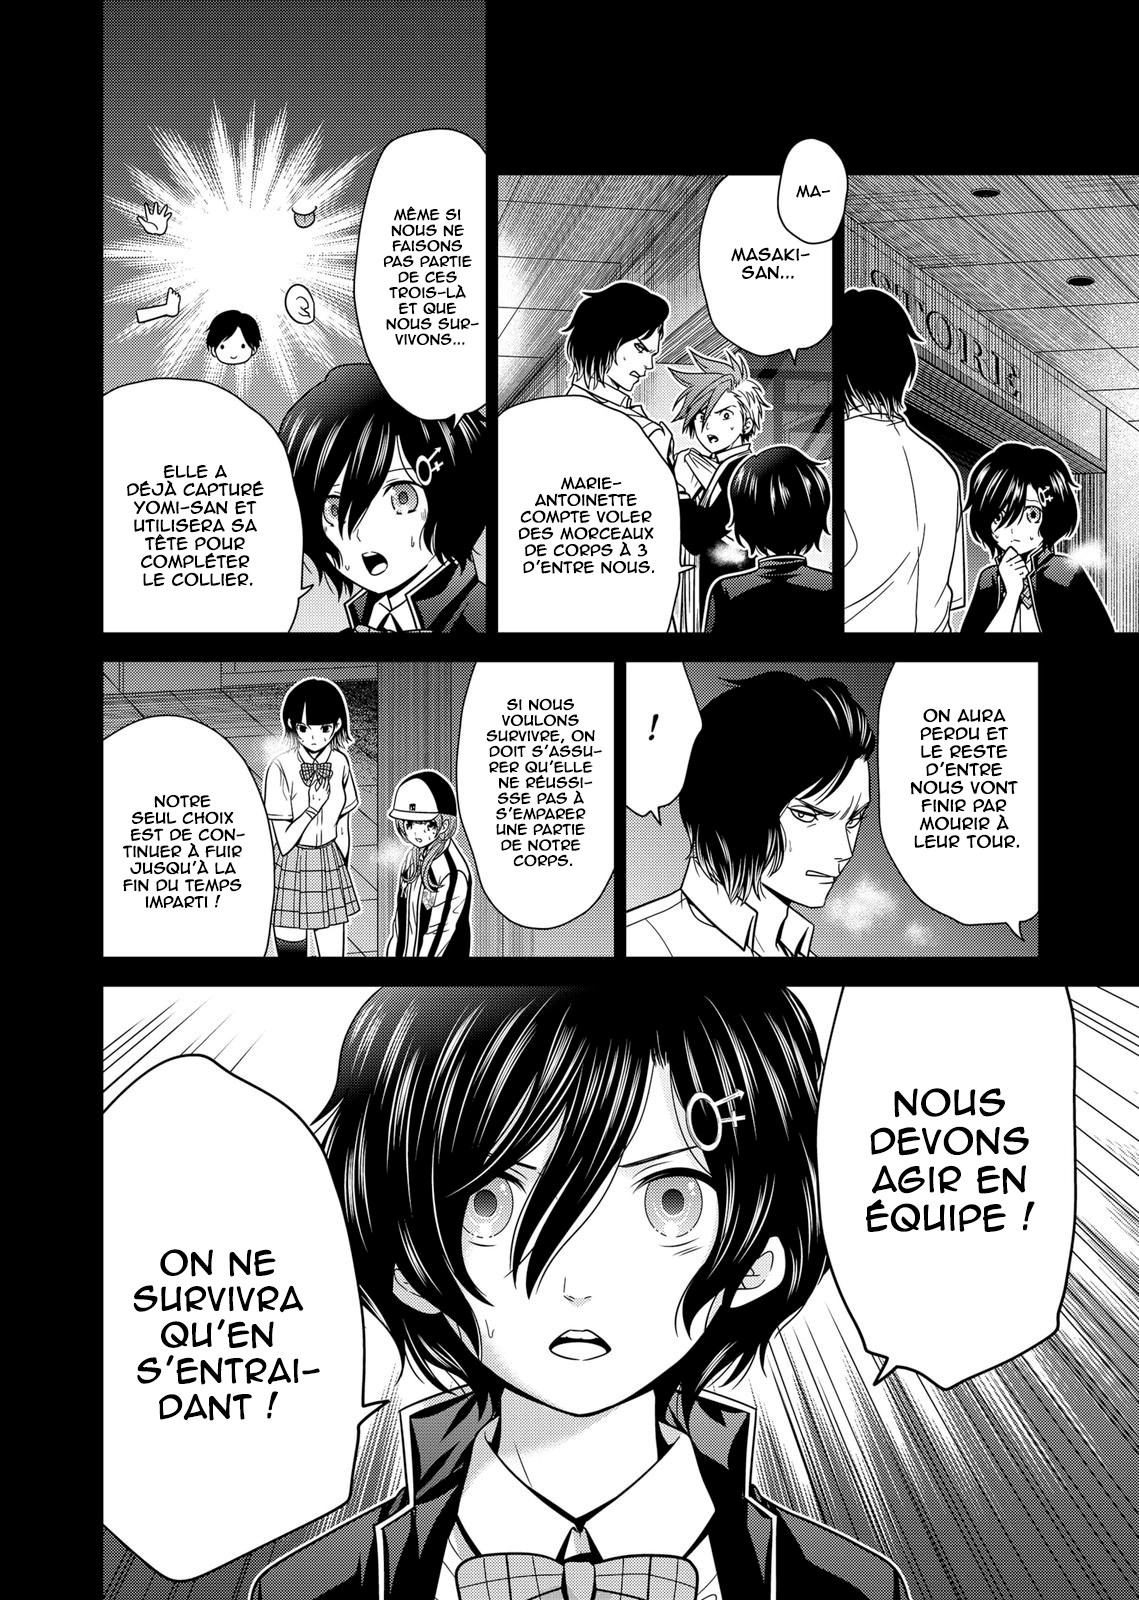 MA-
MASAKI-
SAN...
MARIE-
ANTOINETTE
COMPTE VOLER
DES MORCEAUX
DE CORPS À 3
D'ENTRE NOUS.
MÊME SI
NOUS NE
FAISONS
PAS PARTIE
DE CES
TROIS-LÀ
ET QUE
NOUS SUR-
VIVONS...
ELLE A
DÉJÀ CAPTURÉ
YOMI-SAN ET
UTILISERA SA
TÊTE POUR
COMPLÉTER
LE COLLIER.
ON AURA
PERDU ET
LE RESTE
D'ENTRE
NOUS VONT
FINIR PAR
MOURIR À
LEUR TOUR.
!
SI NOUS
VOULONS
SURVIVRE, ON
DOIT S'ASSU-
RER QU'ELLE
NE RÉUSSIS-
SE PAS À
S'EMPARER
UNE PARTIE
DE NOTRE
CORPS.
NOTRE
SEUL CHOIX
EST DE CON-
TINUER À FUIR
JUSQU'À LA
FIN DU TEMPS
IMPARTI !
NOUS
DEVONS
AGIR EN
ÉQUIPE !
ON NE
SURVIVRA
QU'EN
S'ENTRAI-
DANT !